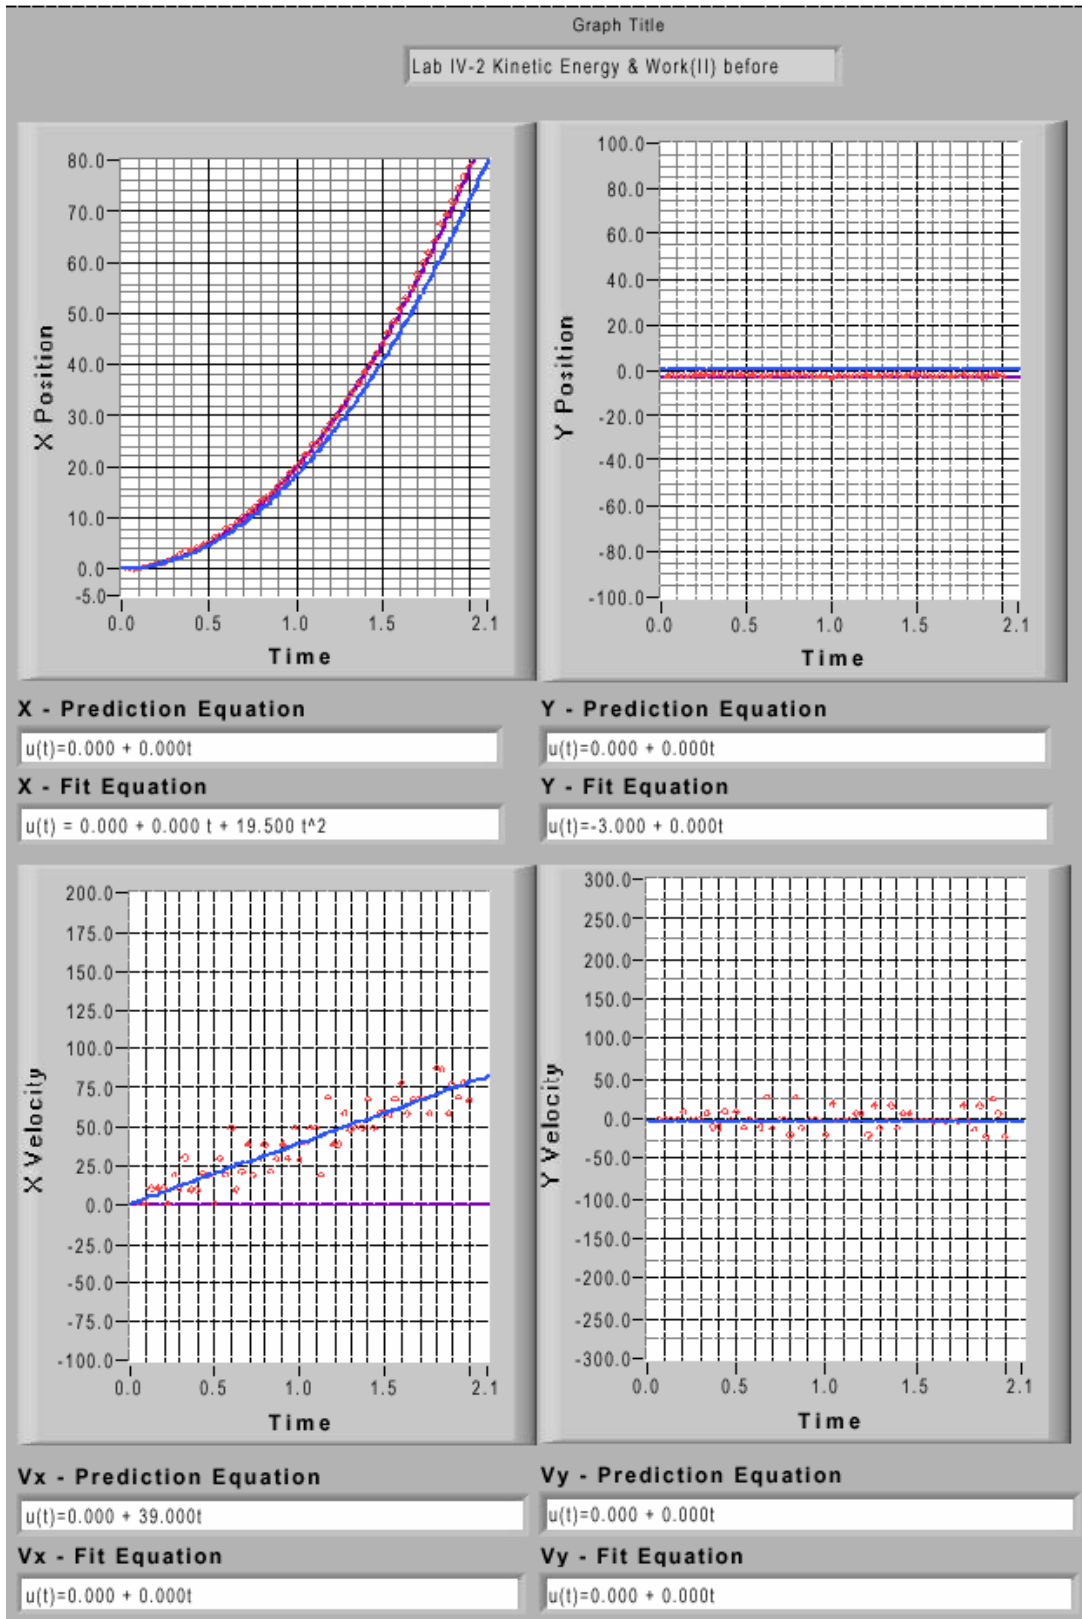 Graph Title
Lab IV-2 Kinetic Energy & Work(II) before
80.0
70.0
60.0
50.0
40.0
30.0
20.0
10.0
0.0
-5.0
X Position
0.0 0.5 1.0 1.5 2.1
Time
100.0
80.0
60.0
40.0
20.0
0.0
-20.0
-40.0
-60.0
-80.0
-100.0
Y Position
0.0 0.5 1.0 1.5 2.1
Time
X - Prediction Equation
u(t)=0.000 + 0.000t
Y - Prediction Equation
u(t)=0.000 + 0.000t
X - Fit Equation
u(t) = 0.000 + 0.000 t + 19.500 t^2
Y - Fit Equation
u(t)=-3.000 + 0.000t
200.0
175.0
150.0
125.0
100.0
75.0
50.0
25.0
0.0
-25.0
-50.0
-75.0
-100.0
X Velocity
0.0 0.5 1.0 1.5 2.1
Time
300.0
250.0
200.0
150.0
100.0
50.0
0.0
-50.0
-100.0
-150.0
-200.0
-250.0
-300.0
Y Velocity
0.0 0.5 1.0 1.5 2.1
Time
Vx - Prediction Equation
u(t)=0.000 + 39.000t
Vy - Prediction Equation
u(t)=0.000 + 0.000t
Vx - Fit Equation
u(t)=0.000 + 0.000t
Vy - Fit Equation
u(t)=0.000 + 0.000t